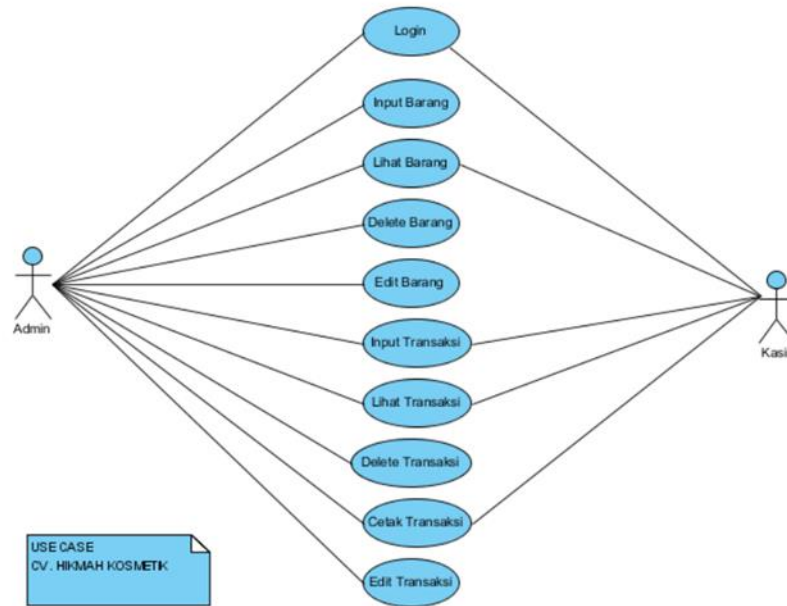 Login
Input Barang
Lihat Barang
Delete Barang
Edit Barang
Admin
Input Transaksi
Kasi
Lihat Transaksi
Delete Transaksi
Cetak Transaksi
Edit Transaksi
USE CASE
CV. HIKMAH KOSMETIK